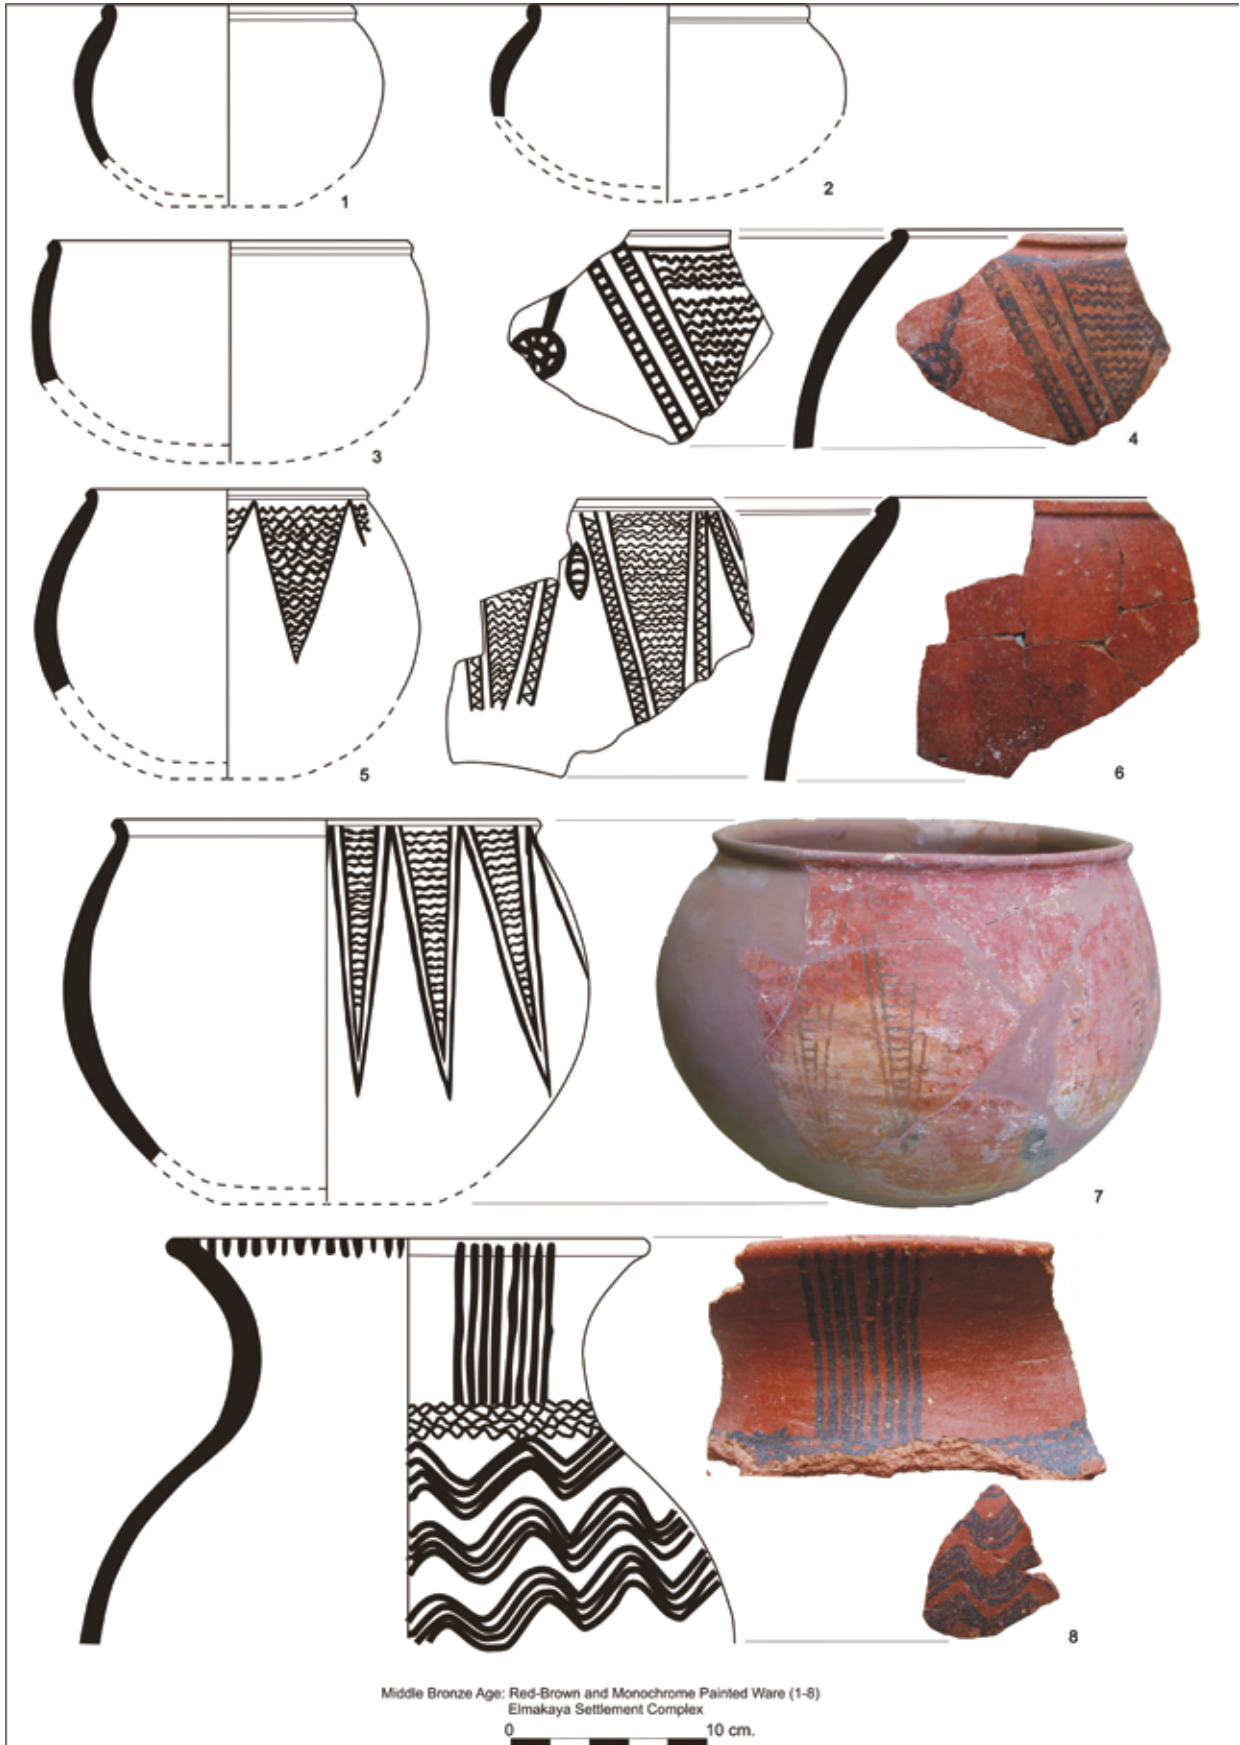 1
2
3
4
5
6
7
8
Middle Bronze Age: Red-Brown and Monochrome Painted Ware (1-8)
Elmakaya Settlement Complex
0 10 cm.